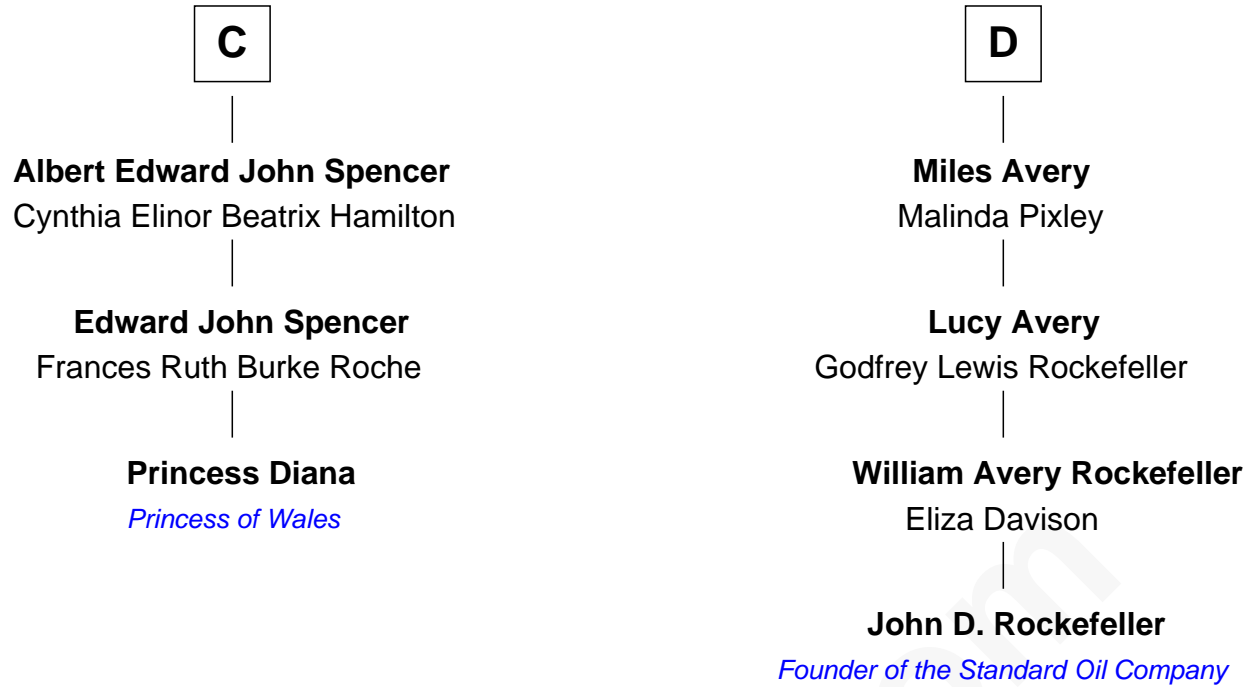 C
Albert Edward John Spencer
Cynthia Elinor Beatrix Hamilton
Edward John Spencer
Frances Ruth Burke Roche
Princess Diana
Princess of Wales
D
Miles Avery
Malinda Pixley
Lucy Avery
Godfrey Lewis Rockefeller
William Avery Rockefeller
Eliza Davison
John D. Rockefeller
Founder of the Standard Oil Company